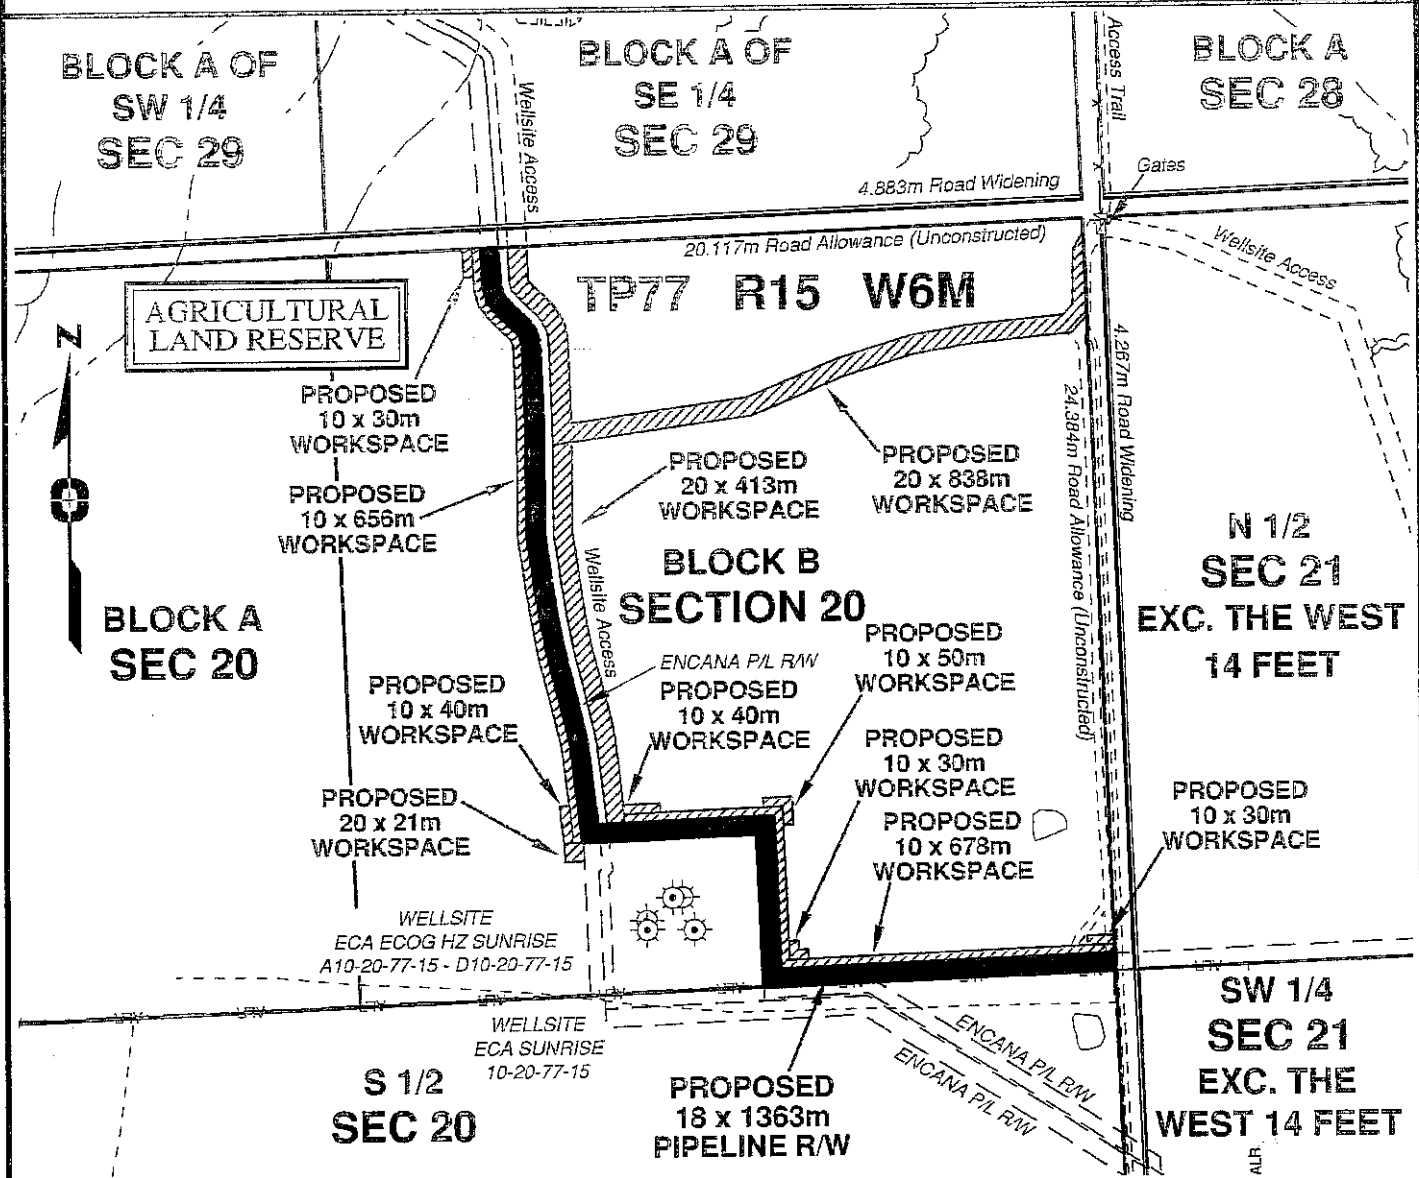 BLOCK A OF
SW 1/4
SEC 29
BLOCK A OF
SE 1/4
SEC 29
BLOCK A
SEC 28
Access Trail
Wellsite Access
Gates
4.883m Road Widening
20.117m Road Allowance (Unconstructed)
Wellsite Access
TP77 R15 W6M
AGRICULTURAL
LAND RESERVE
N
PROPOSED
10 x 30m
WORKSPACE
PROPOSED
10 x 656m
WORKSPACE
PROPOSED
20 x 413m
WORKSPACE
PROPOSED
20 x 838m
WORKSPACE
4.267m Road Widening
24.384m Road Allowance (Unconstructed)
N 1/2
SEC 21
EXC. THE WEST
14 FEET
BLOCK B
SECTION 20
Wellsite Access
BLOCK A
SEC 20
ENCANA P/L R/W
PROPOSED
10 x 50m
WORKSPACE
PROPOSED
10 x 40m
WORKSPACE
PROPOSED
10 x 40m
WORKSPACE
PROPOSED
10 x 30m
WORKSPACE
PROPOSED
20 x 21m
WORKSPACE
PROPOSED
10 x 678m
WORKSPACE
PROPOSED
10 x 30m
WORKSPACE
WELLSITE
ECA ECOG HZ SUNRISE
A10-20-77-15 - D10-20-77-15
WELLSITE
ECA SUNRISE
10-20-77-15
S 1/2
SEC 20
PROPOSED
18 x 1363m
PIPELINE R/W
ENCANA P/L R/W
ENCANA P/L R/W
SW 1/4
SEC 21
EXC. THE
WEST 14 FEET
ALR